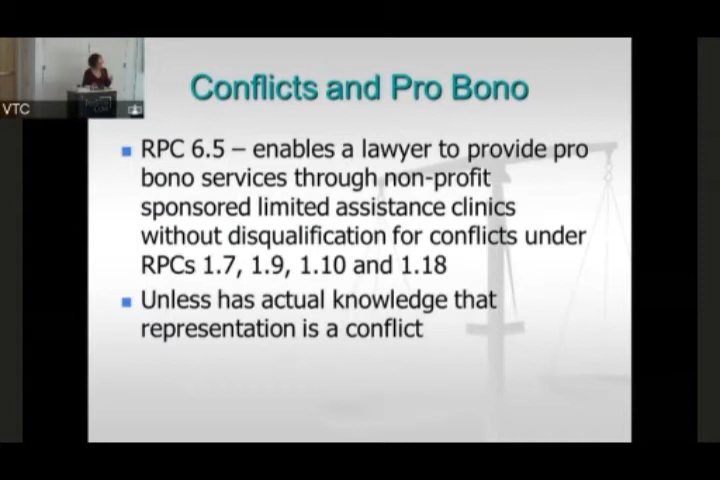 Conflicts and Pro Bono
VTC
RPC 6.5 – enables a lawyer to provide pro
bono services through non-profit
sponsored limited assistance clinics
without disqualification for conflicts under
RPCs 1.7, 1.9, 1.10 and 1.18
Unless has actual knowledge that
representation is a conflict